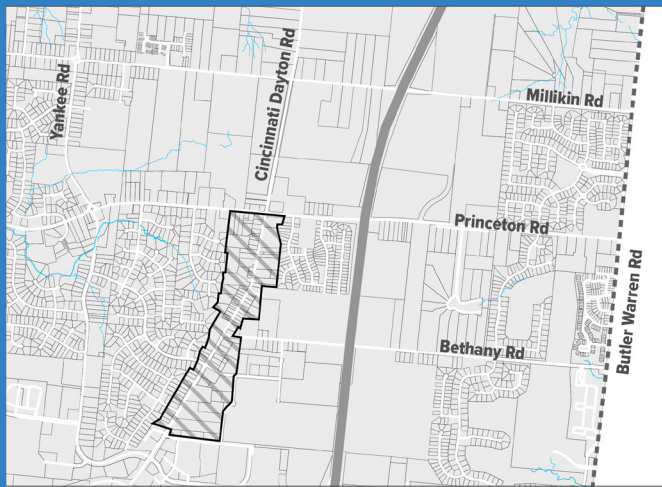 Yankee Rd
Cincinnati Dayton Rd
Millikin Rd
Princeton Rd
Butler Warren Rd
Bethany Rd